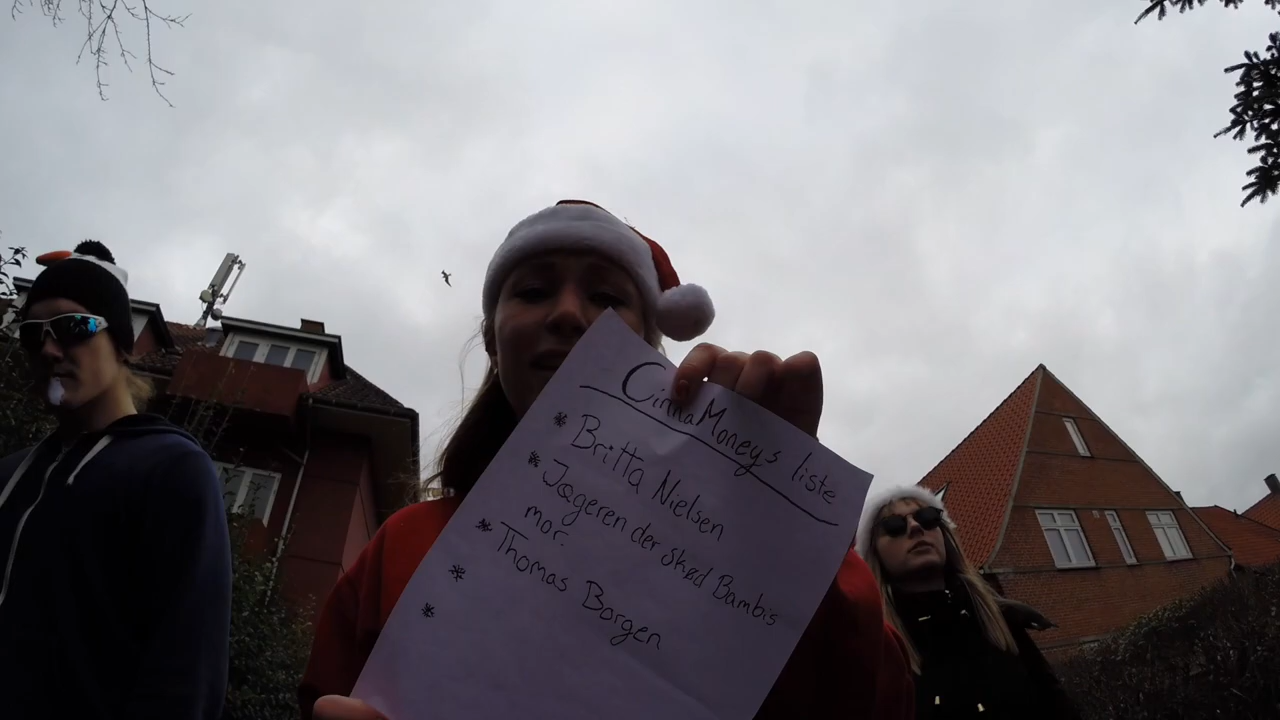 CinnaMoneys liste
* Britta Nielsen
* Jægeren der skød Bambis
mor.
* Thomas Borgen
*
*